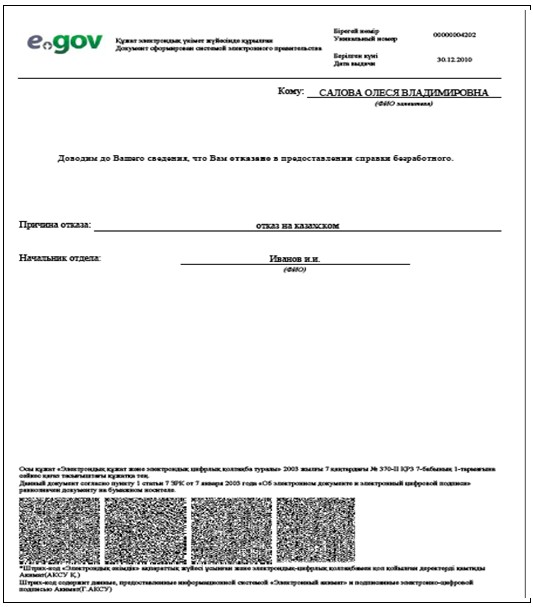 e.gov
Құжат электрондық үкімет жүйесінде құрылған
Документ сформирован системой электронного правительства
Бірегей нөмір
Уникальный номер
00000004202
Берілген күні
Дата выдачи
30.12.2010
Кому: САЛОВА ОЛЕСЯ ВЛАДИМИРОВНА
(ФИО заявителя)
Доводим до Вашего сведения, что Вам отказано в предоставлении справки безработного.
Причина отказа: отказ на казахском
Начальник отдела: Иванов и.и.
(ФИО)
Осы құжат «Электрондық құжат және электрондық цифрлық қолтаңба туралы» 2003 жылғы 7 қаңтардағы № 370-II ҚРЗ 7-бабының 1-тармағына
сәйкес қағаз тасығыштағы құжатқа тең.
Данный документ согласно пункту 1 статьи 7 ЗРК от 7 января 2003 года «Об электронном документе и электронный цифровой подписи»
равнозначен документу на бумажном носителе.
*Штрих-код «Электрондық әкімдік» ақпараттық жүйесі ұсынған және электрондық-цифрлық қолтаңбамен қол қойылған деректерді қамтиды
Акимат(АКСУ Қ.)
Штрих-код содержит данные, предоставленные информационной системой «Электронный акимат» и подписанные электронно-цифровой
подписью Акимат(Г.АКСУ)